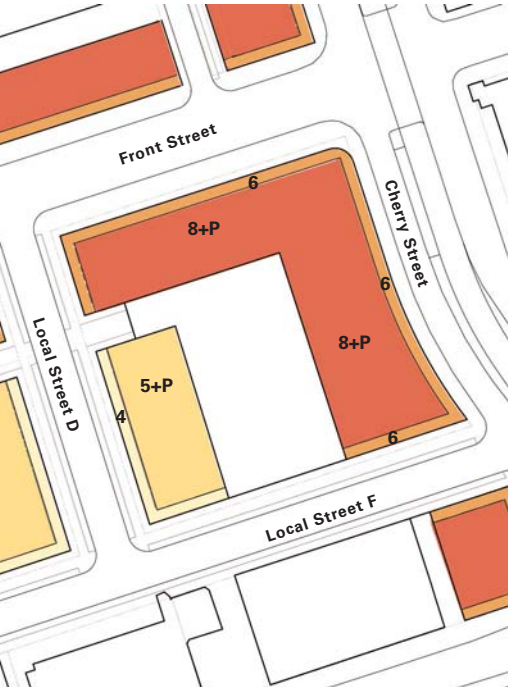 Front Street
6
8+P
Cherry Street
6
8+P
Local Street D
5+P
4
6
Local Street F